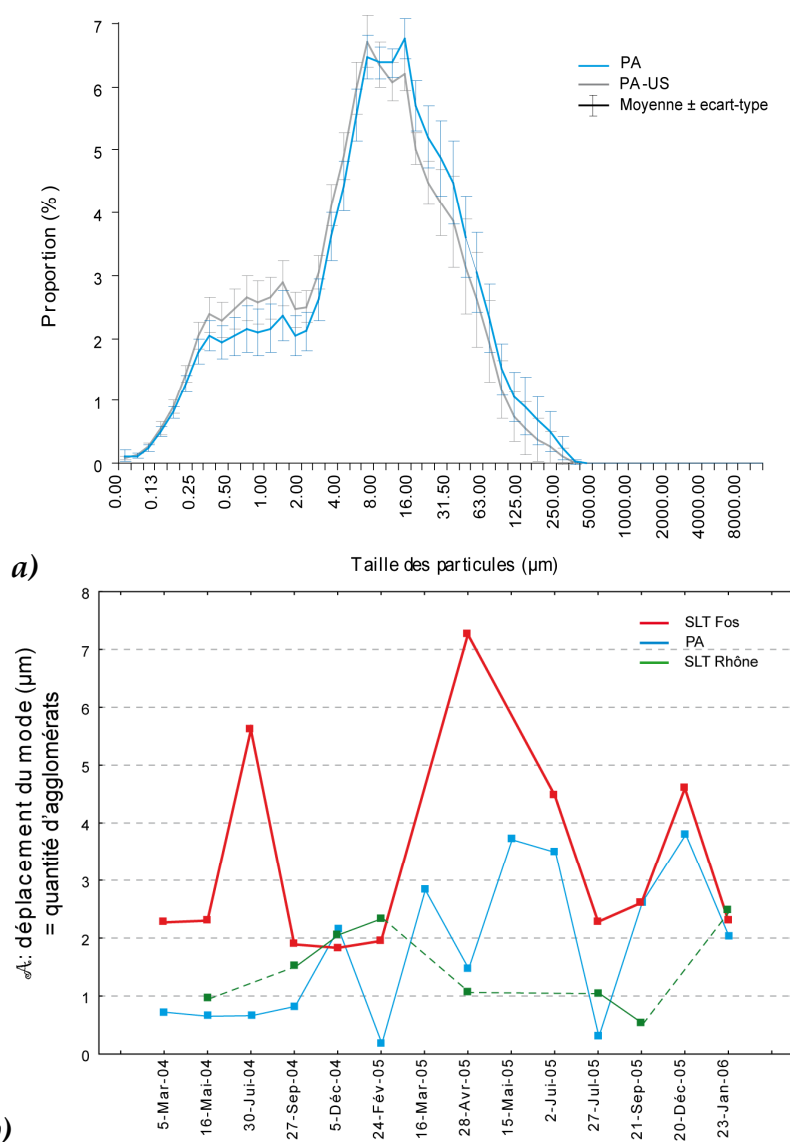 7
6
5
4
3
2
1
0
Proportion (%)
PA
PA-US
Moyenne ± ecart-type
0.00
0.13
0.25
0.50
1.00
2.00
4.00
8.00
16.00
31.50
63.00
125.00
250.00
500.00
1000.00
2000.00
4000.00
8000.00
a)
Taille des particules (µm)
8
7
6
5
4
3
2
1
0
𝒜: déplacement du mode (µm)
= quantité d'agglomérats
SLT Fos
PA
SLT Rhône
5-Mar-04
16-Mai-04
30-Jui-04
27-Sep-04
5-Déc-04
24-Fév-05
16-Mar-05
28-Avr-05
15-Mai-05
2-Jui-05
27-Jul-05
21-Sep-05
20-Déc-05
23-Jan-06